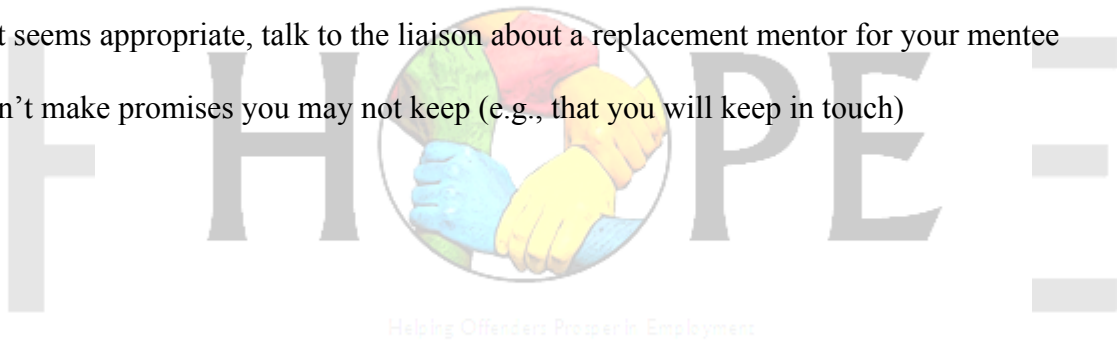 t seems appropriate, talk to the liaison about a replacement mentor for your mentee
n’t make promises you may not keep (e.g., that you will keep in touch)
HOPE
Helping Offenders Prosper in Employment